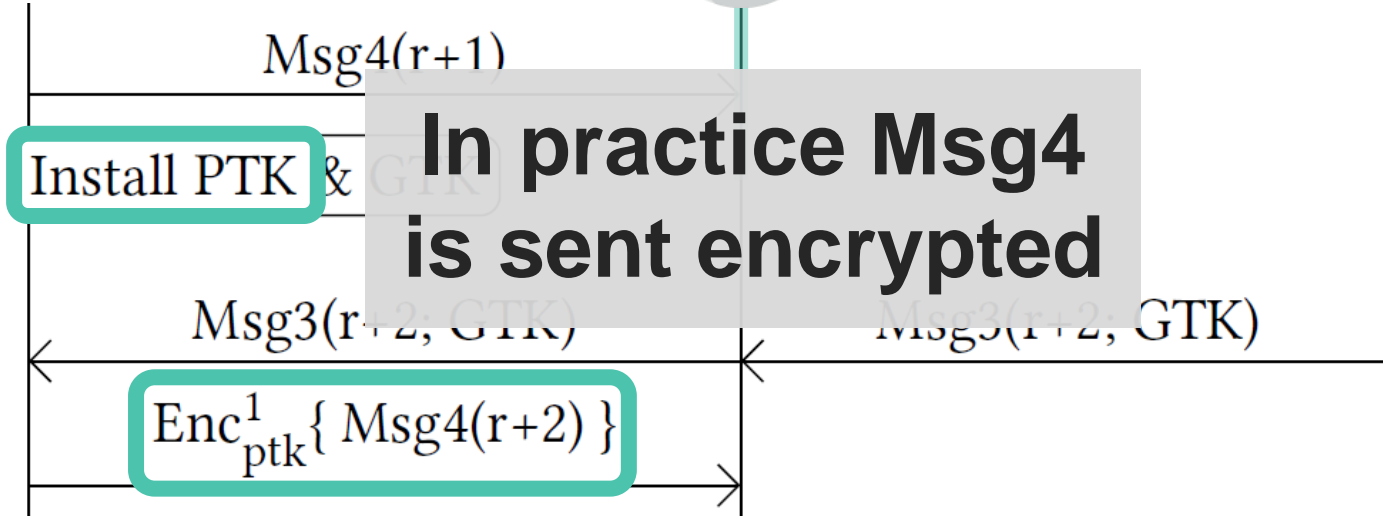 Msg4(r+1)
In practice Msg4
is sent encrypted
Install PTK & GTK
Msg3(r+2; GTK)
Msg3(r+2; GTK)
Enc¹ₚₜₖ{ Msg4(r+2) }